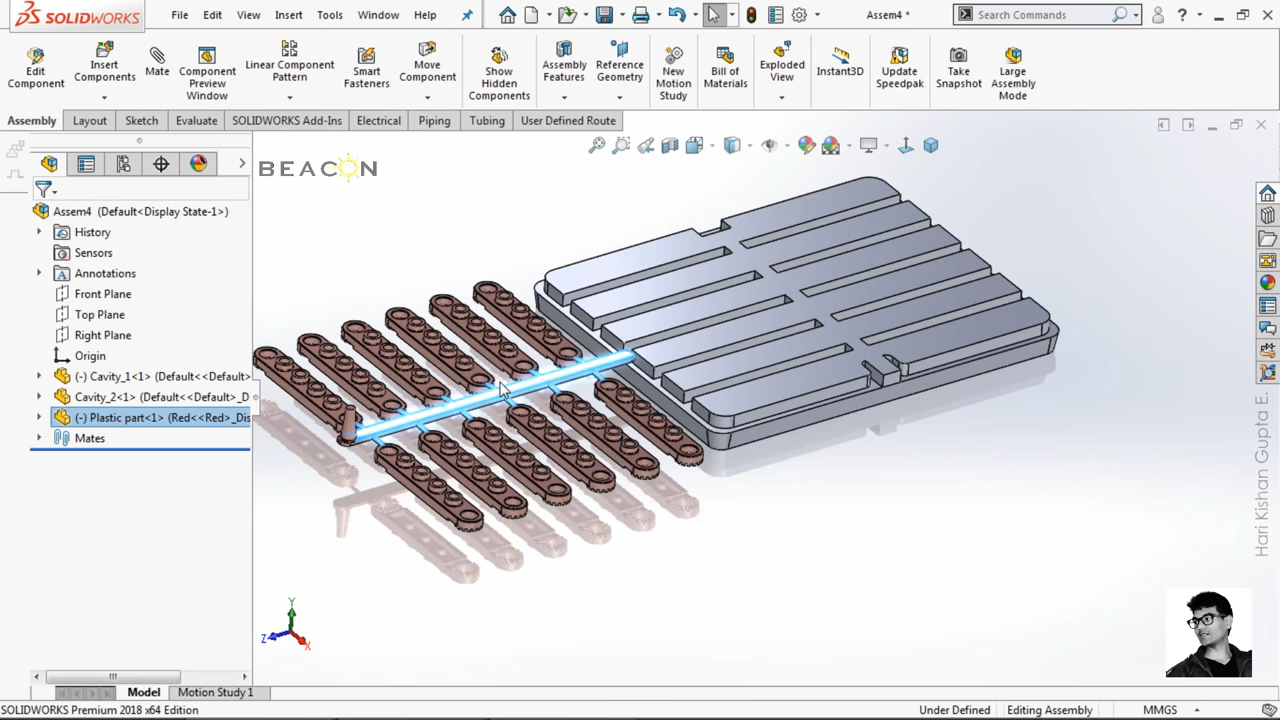 SOLIDWORKS File Edit View Insert Tools Window Help Assem4 * Search Commands ?
Edit Component
Insert Components
Mate
Component Preview Window
Linear Component Pattern
Smart Fasteners
Move Component
Show Hidden Components
Assembly Features
Reference Geometry
New Motion Study
Bill of Materials
Exploded View
Instant3D
Update Speedpak
Take Snapshot
Large Assembly Mode
Assembly Layout Sketch Evaluate SOLIDWORKS Add-Ins Electrical Piping Tubing User Defined Route
BEACON
Assem4 (Default<Display State-1>)
History
Sensors
Annotations
Front Plane
Top Plane
Right Plane
Origin
(-) Cavity_1<1> (Default<<Default>
Cavity_2<1> (Default<<Default>_D
(-) Plastic part<1> (Red<<Red>_Dis
Mates
Hari Kishan Gupta E.
Y
Z
X
Model Motion Study 1
SOLIDWORKS Premium 2018 x64 Edition Under Defined Editing Assembly MMGS